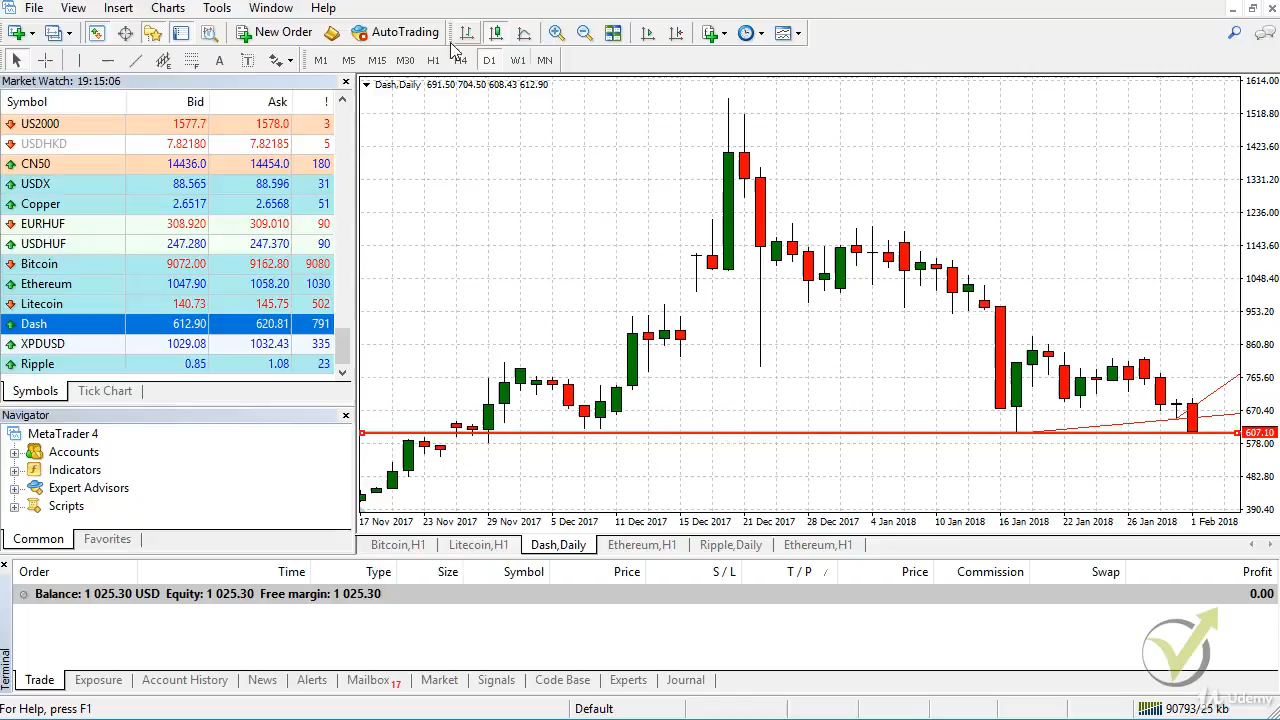 File View Insert Charts Tools Window Help
New Order AutoTrading
A T M1 M5 M15 M30 H1 H4 D1 W1 MN
Market Watch: 19:15:06
Symbol Bid Ask !
US2000 1577.7 1578.0 3
USDHKD 7.82180 7.82185 5
CN50 14436.0 14454.0 180
USDX 88.565 88.596 31
Copper 2.6517 2.6568 51
EURHUF 308.920 309.010 90
USDHUF 247.280 247.370 90
Bitcoin 9072.00 9162.80 9080
Ethereum 1047.90 1058.20 1030
Litecoin 140.73 145.75 502
Dash 612.90 620.81 791
XPDUSD 1029.08 1032.43 335
Ripple 0.85 1.08 23
Symbols Tick Chart
Navigator
MetaTrader 4
Accounts
Indicators
Expert Advisors
Scripts
Common Favorites
Dash,Daily 691.50 704.50 608.43 612.90
1614.00
1518.80
1423.60
1331.20
1236.00
1143.60
1048.40
953.20
860.80
765.60
670.40
607.10
578.00
482.80
390.40
17 Nov 2017 23 Nov 2017 29 Nov 2017 5 Dec 2017 11 Dec 2017 15 Dec 2017 21 Dec 2017 28 Dec 2017 4 Jan 2018 10 Jan 2018 16 Jan 2018 22 Jan 2018 26 Jan 2018 1 Feb 2018
Bitcoin,H1 Litecoin,H1 Dash,Daily Ethereum,H1 Ripple,Daily Ethereum,H1
Order Time Type Size Symbol Price S / L T / P / Price Commission Swap Profit
Balance: 1 025.30 USD Equity: 1 025.30 Free margin: 1 025.30 0.00
Terminal
Trade Exposure Account History News Alerts Mailbox 17 Market Signals Code Base Experts Journal
For Help, press F1 Default 90793/25 kb
Udemy